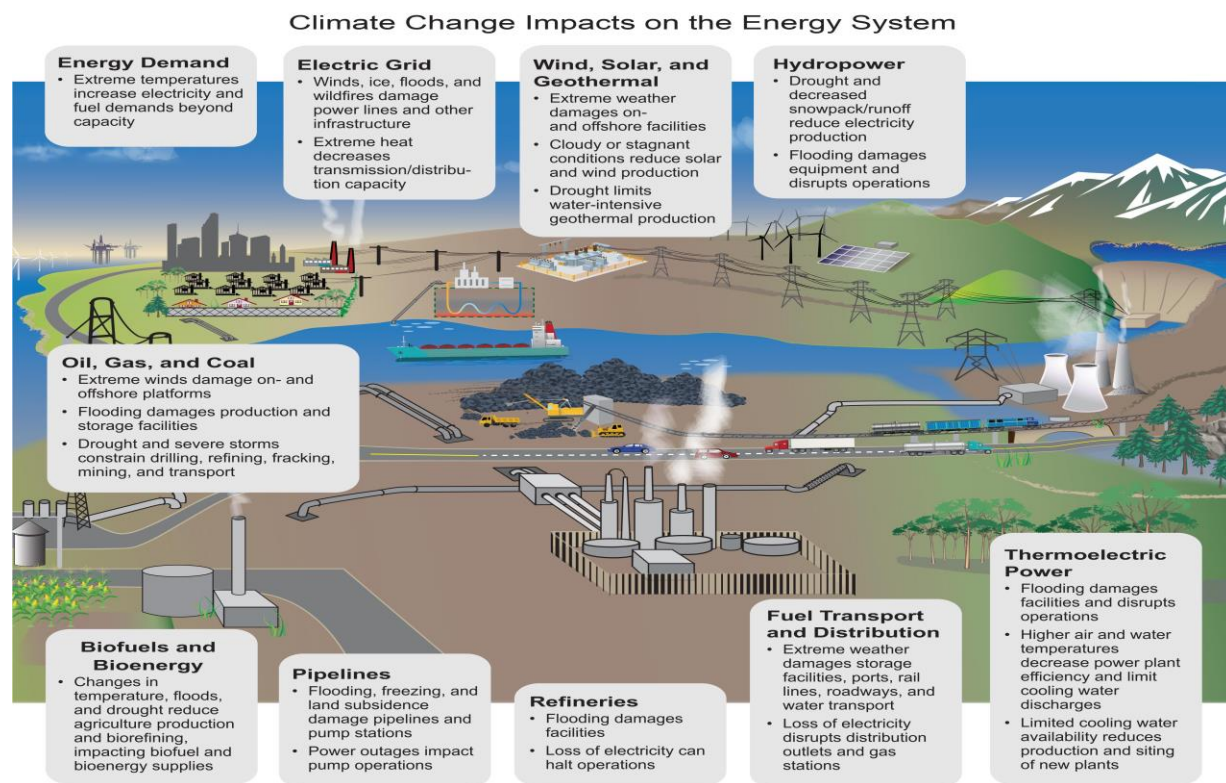 Climate Change Impacts on the Energy System
Energy Demand
• Extreme temperatures
increase electricity and
fuel demands beyond
capacity
Electric Grid
• Winds, ice, floods, and
wildfires damage
power lines and other
infrastructure
• Extreme heat
decreases
transmission/distribu-
tion capacity
Wind, Solar, and
Geothermal
• Extreme weather
damages on-
and offshore facilities
• Cloudy or stagnant
conditions reduce solar
and wind production
• Drought limits
water-intensive
geothermal production
Hydropower
• Drought and
decreased
snowpack/runoff
reduce electricity
production
• Flooding damages
equipment and
disrupts operations
Oil, Gas, and Coal
• Extreme winds damage on- and
offshore platforms
• Flooding damages production and
storage facilities
• Drought and severe storms
constrain drilling, refining, fracking,
mining, and transport
Biofuels and
Bioenergy
• Changes in
temperature, floods,
and drought reduce
agriculture production
and biorefining,
impacting biofuel and
bioenergy supplies
Pipelines
• Flooding, freezing, and
land subsidence
damage pipelines and
pump stations
• Power outages impact
pump operations
Refineries
• Flooding damages
facilities
• Loss of electricity can
halt operations
Fuel Transport
and Distribution
• Extreme weather
damages storage
facilities, ports, rail
lines, roadways, and
water transport
• Loss of electricity
disrupts distribution
outlets and gas
stations
Thermoelectric
Power
• Flooding damages
facilities and disrupts
operations
• Higher air and water
temperatures
decrease power plant
efficiency and limit
cooling water
discharges
• Limited cooling water
availability reduces
production and siting
of new plants